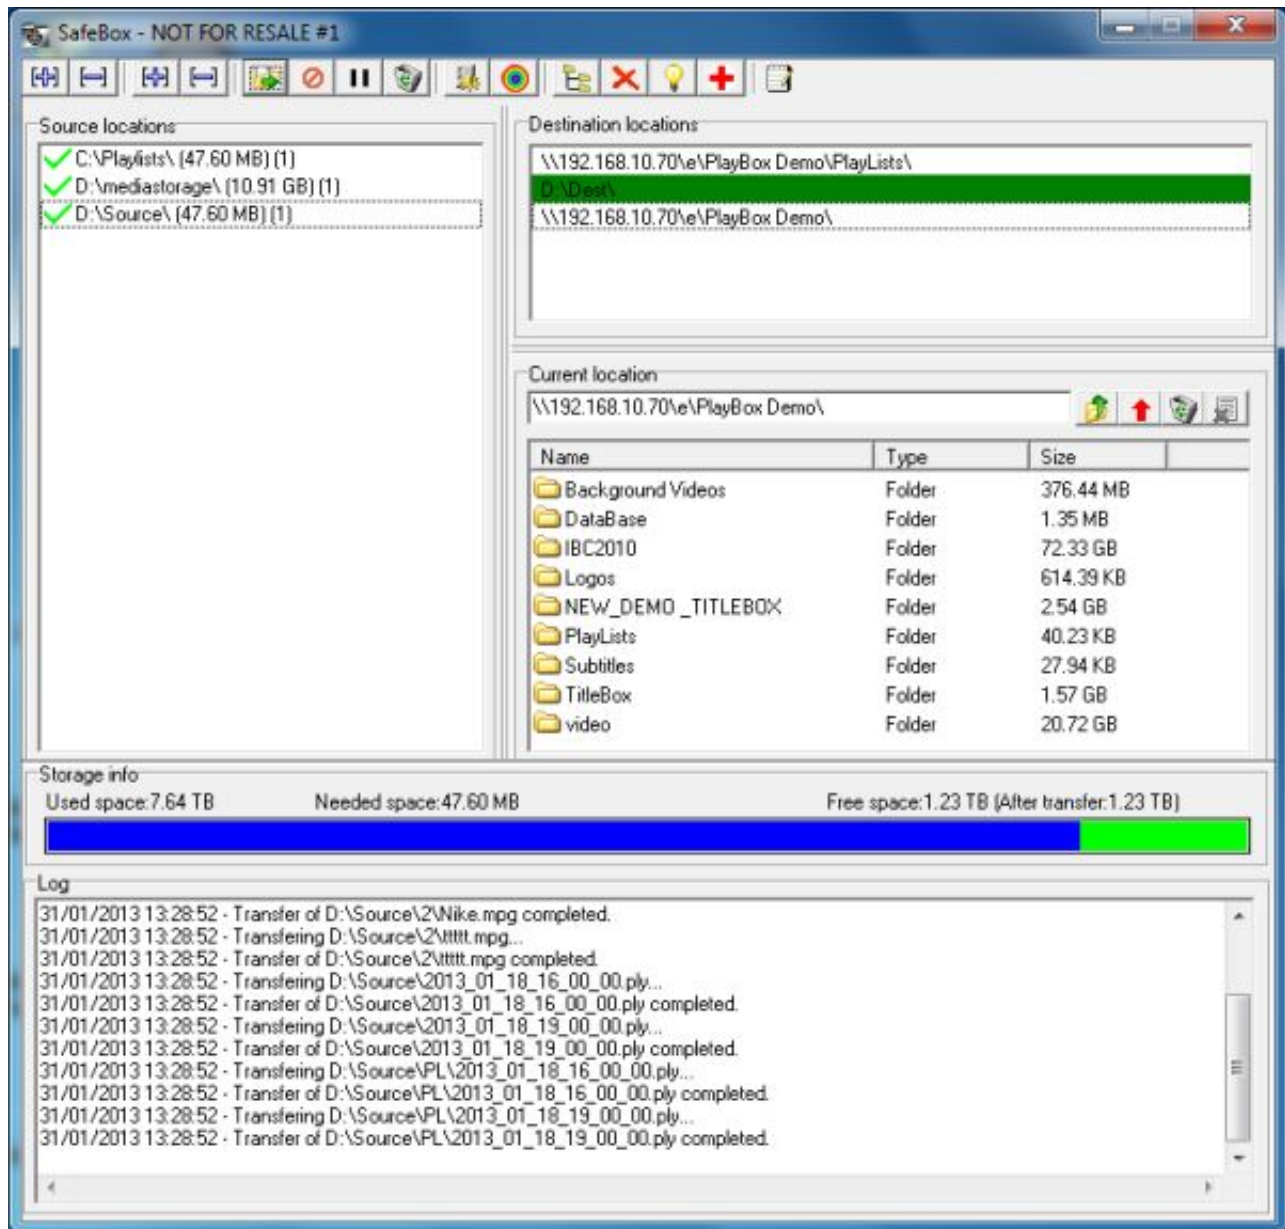 SafeBox - NOT FOR RESALE #1
Source locations
C:\Playlists\ (47.60 MB) (1)
D:\mediastorage\ (10.91 GB) (1)
D:\Source\ (47.60 MB) (1)
Destination locations
\\192.168.10.70\e\PlayBox Demo\PlayLists\
D:\Dest\
\\192.168.10.70\e\PlayBox Demo\
Current location
\\192.168.10.70\e\PlayBox Demo\
Name Type Size
Background Videos Folder 376.44 MB
DataBase Folder 1.35 MB
IBC2010 Folder 72.33 GB
Logos Folder 614.39 KB
NEW_DEMO _TITLEBOX Folder 2.54 GB
PlayLists Folder 40.23 KB
Subtitles Folder 27.94 KB
TitleBox Folder 1.57 GB
video Folder 20.72 GB
Storage info
Used space:7.64 TB Needed space:47.60 MB Free space:1.23 TB (After transfer:1.23 TB)
Log
31/01/2013 13:28:52 - Transfer of D:\Source\2\Nike.mpg completed.
31/01/2013 13:28:52 - Transfering D:\Source\2\ttttt.mpg...
31/01/2013 13:28:52 - Transfer of D:\Source\2\ttttt.mpg completed.
31/01/2013 13:28:52 - Transfering D:\Source\2013_01_18_16_00_00.ply...
31/01/2013 13:28:52 - Transfer of D:\Source\2013_01_18_16_00_00.ply completed.
31/01/2013 13:28:52 - Transfering D:\Source\2013_01_18_19_00_00.ply...
31/01/2013 13:28:52 - Transfer of D:\Source\2013_01_18_19_00_00.ply completed.
31/01/2013 13:28:52 - Transfering D:\Source\PL\2013_01_18_16_00_00.ply...
31/01/2013 13:28:52 - Transfer of D:\Source\PL\2013_01_18_16_00_00.ply completed.
31/01/2013 13:28:52 - Transfering D:\Source\PL\2013_01_18_19_00_00.ply...
31/01/2013 13:28:52 - Transfer of D:\Source\PL\2013_01_18_19_00_00.ply completed.